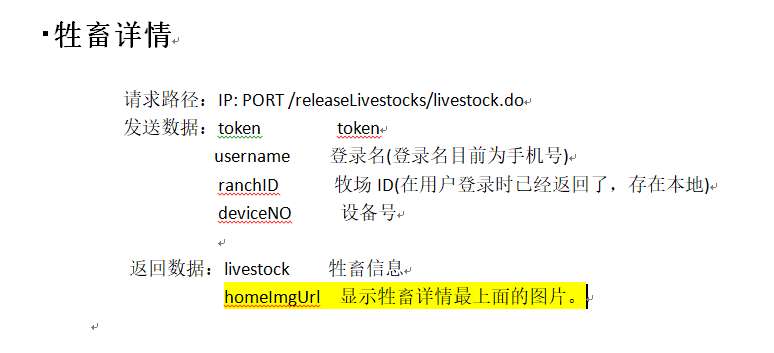 ▪牲畜详情
请求路径：IP: PORT /releaseLivestocks/livestock.do
发送数据：token token
username 登录名(登录名目前为手机号)
ranchID 牧场 ID(在用户登录时已经返回了，存在本地)
deviceNO 设备号
返回数据：livestock 牲畜信息
homeImgUrl 显示牲畜详情最上面的图片。